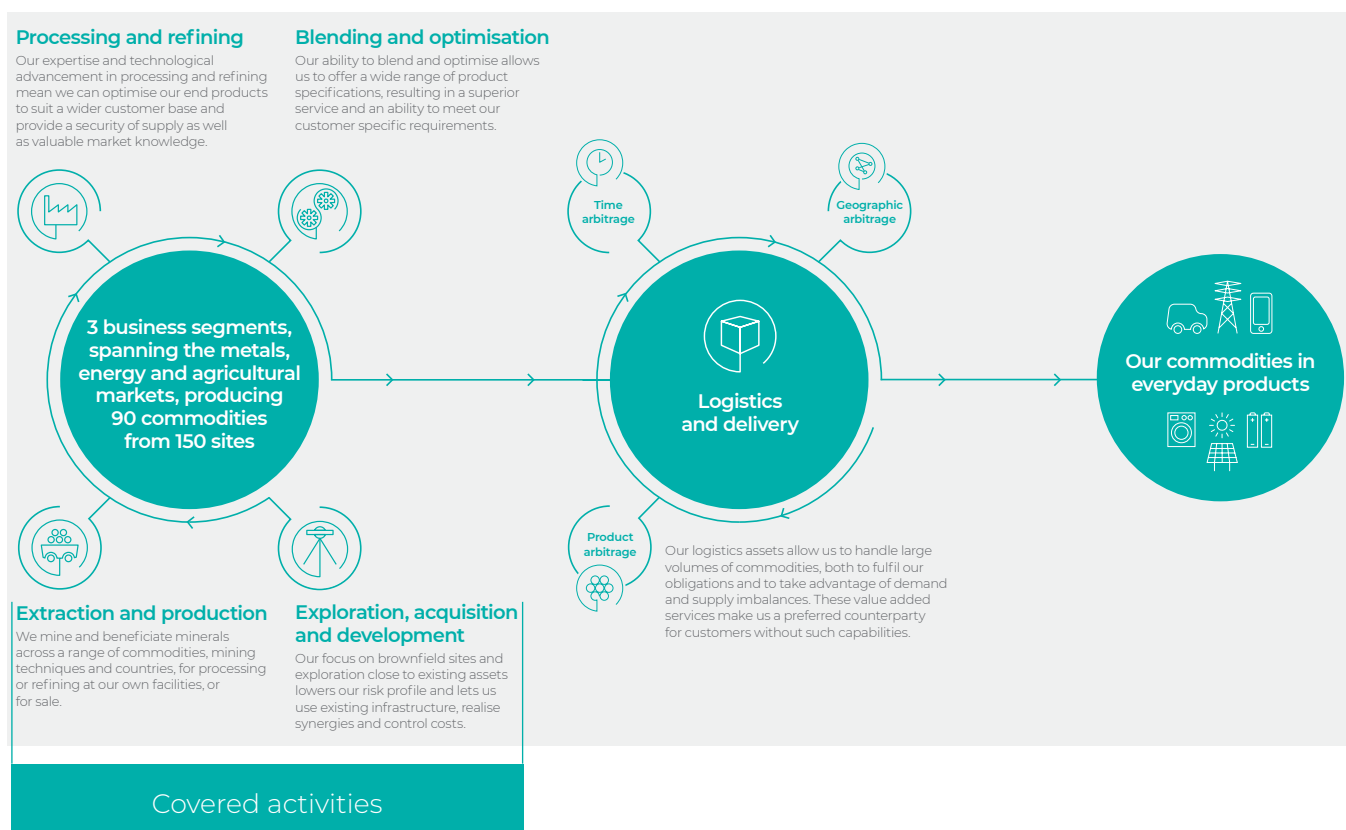 Processing and refining
Our expertise and technological
advancement in processing and refining
mean we can optimise our end products
to suit a wider customer base and
provide a security of supply as well
as valuable market knowledge.
Blending and optimisation
Our ability to blend and optimise allows
us to offer a wide range of product
specifications, resulting in a superior
service and an ability to meet our
customer specific requirements.
Time
arbitrage
Geographic
arbitrage
3 business segments,
spanning the metals,
energy and agricultural
markets, producing
90 commodities
from 150 sites
Logistics
and delivery
Our commodities in
everyday products
Product
arbitrage
Our logistics assets allow us to handle large
volumes of commodities, both to fulfil our
obligations and to take advantage of demand
and supply imbalances. These value added
services make us a preferred counterparty
for customers without such capabilities.
Extraction and production
We mine and beneficiate minerals
across a range of commodities, mining
techniques and countries, for processing
or refining at our own facilities, or
for sale.
Exploration, acquisition
and development
Our focus on brownfield sites and
exploration close to existing assets
lowers our risk profile and lets us
use existing infrastructure, realise
synergies and control costs.
Covered activities